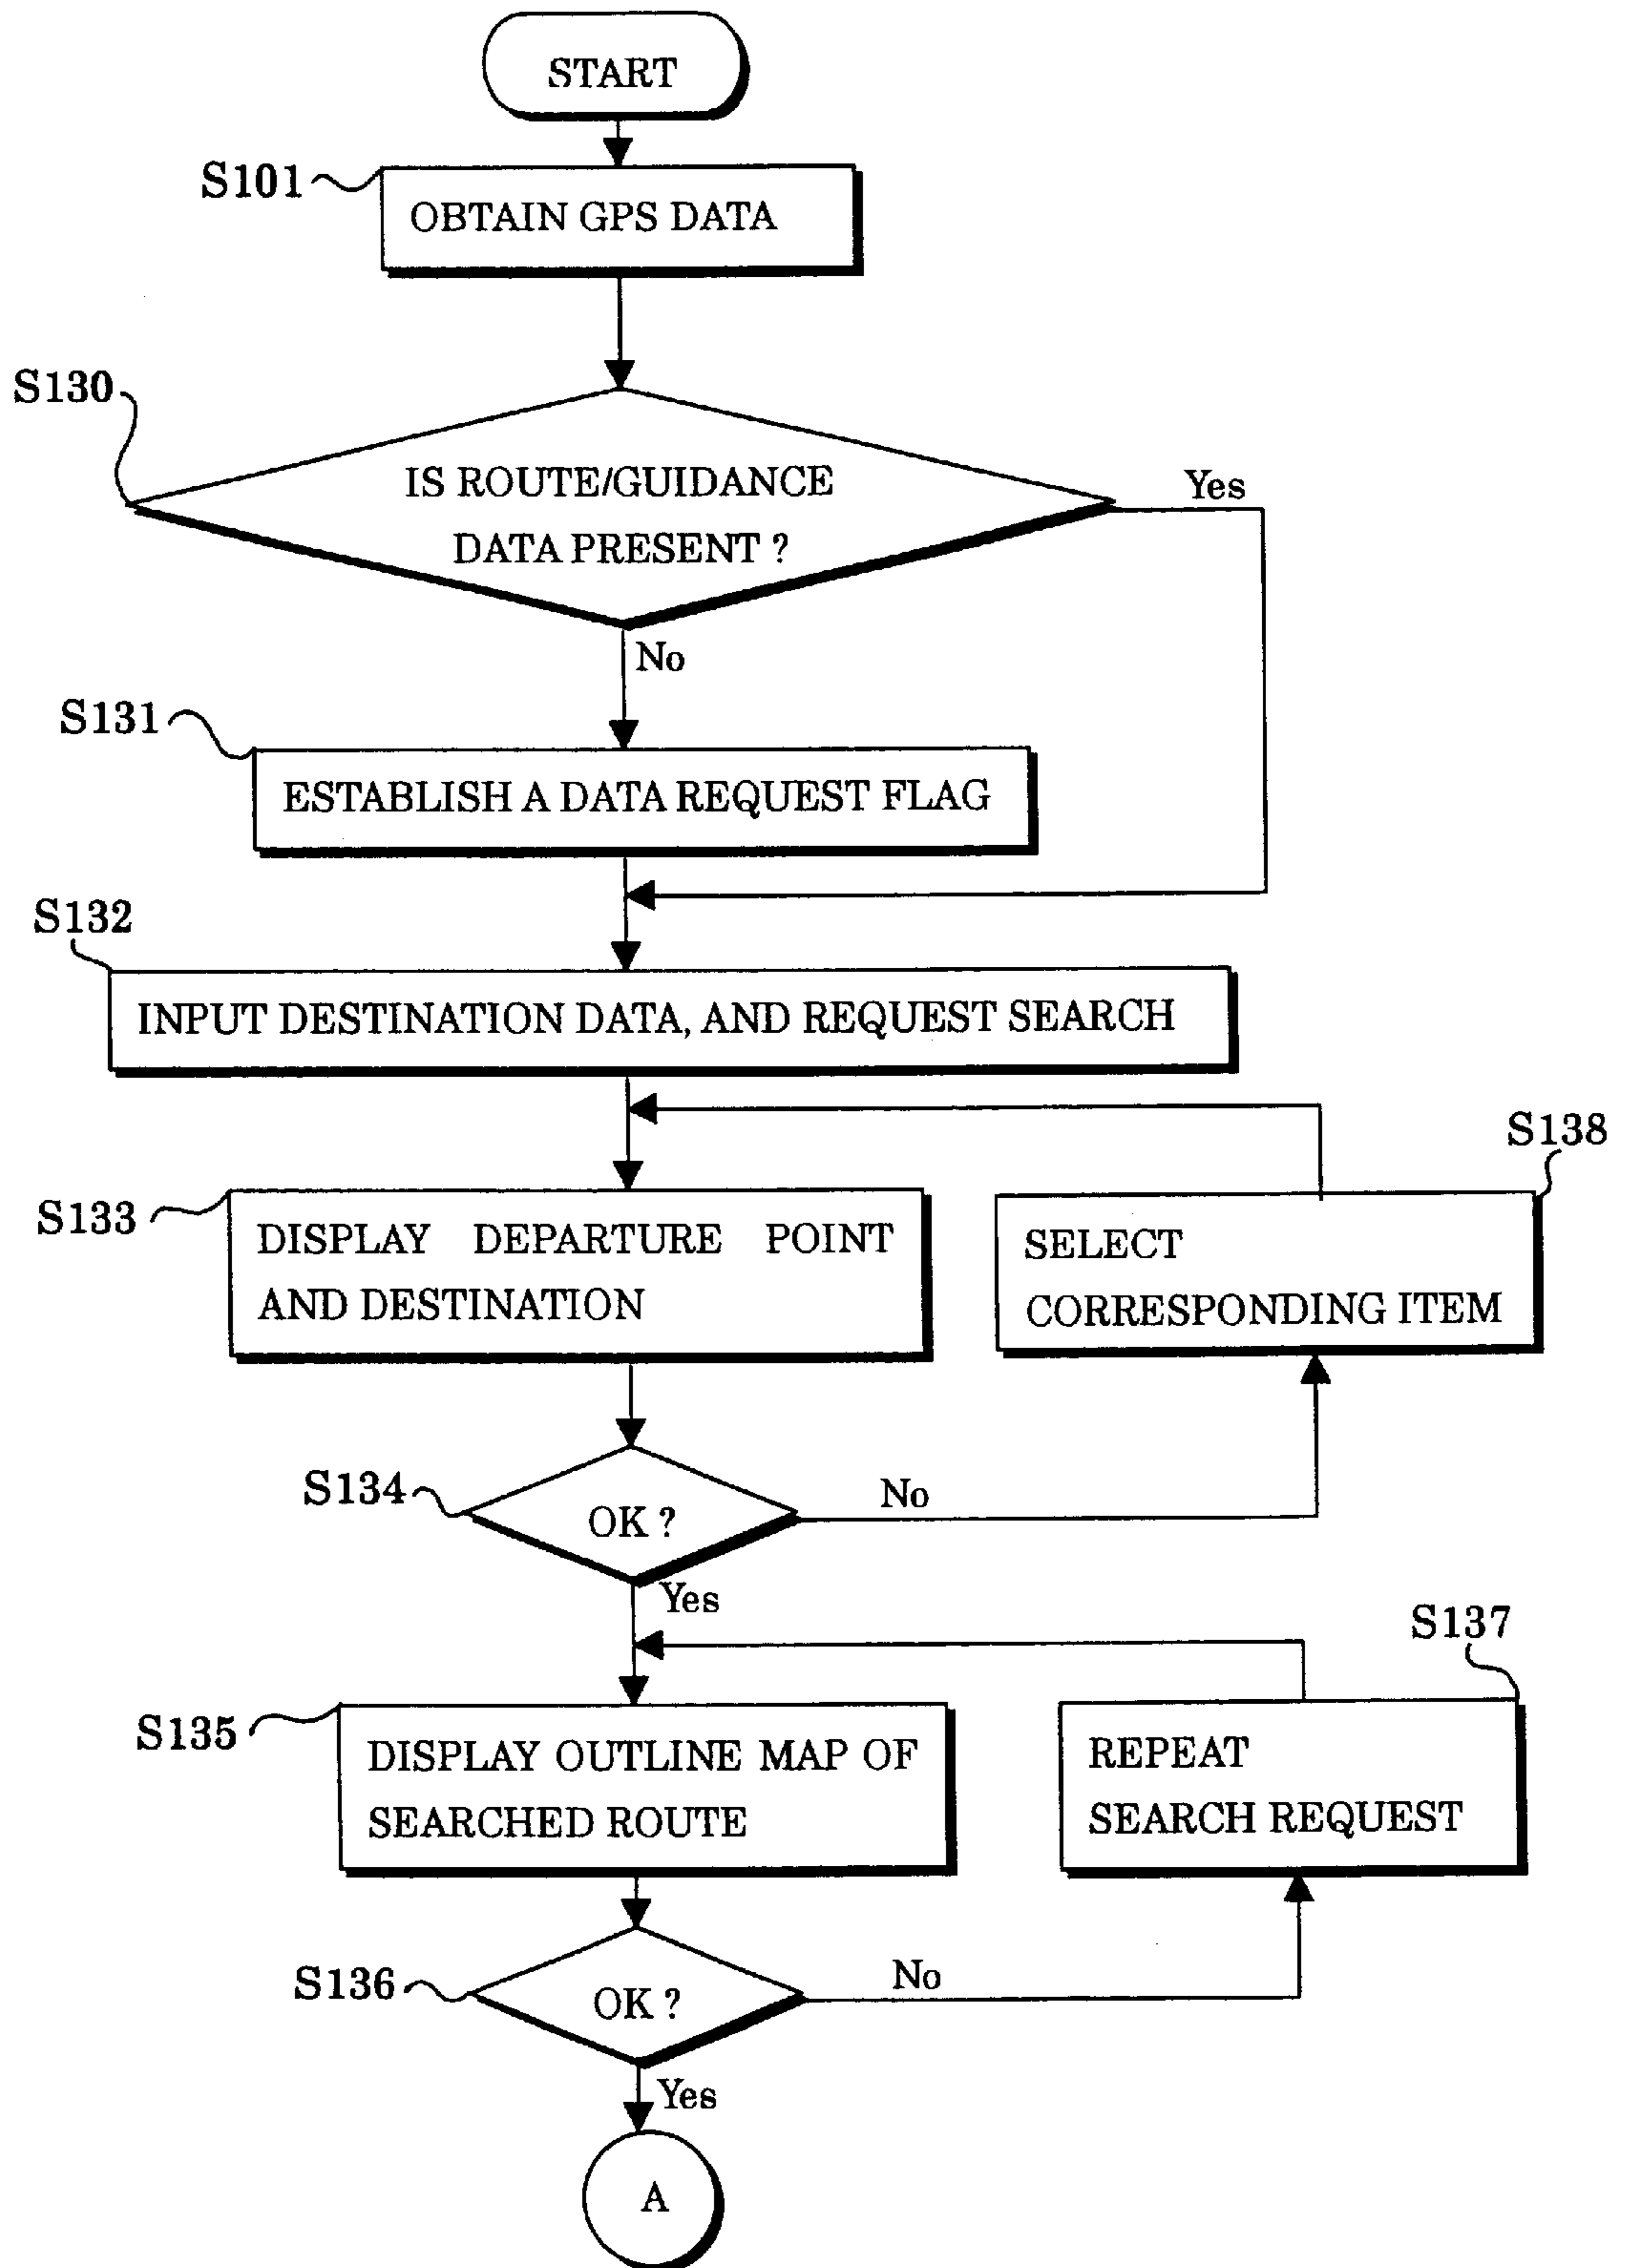 START
S101
OBTAIN GPS DATA
S130
IS ROUTE/GUIDANCE
DATA PRESENT ?
Yes
No
S131
ESTABLISH A DATA REQUEST FLAG
S132
INPUT DESTINATION DATA, AND REQUEST SEARCH
S138
S133
DISPLAY DEPARTURE POINT
AND DESTINATION
SELECT
CORRESPONDING ITEM
S134
OK ?
No
Yes
S137
S135
DISPLAY OUTLINE MAP OF
SEARCHED ROUTE
REPEAT
SEARCH REQUEST
S136
OK ?
No
Yes
A